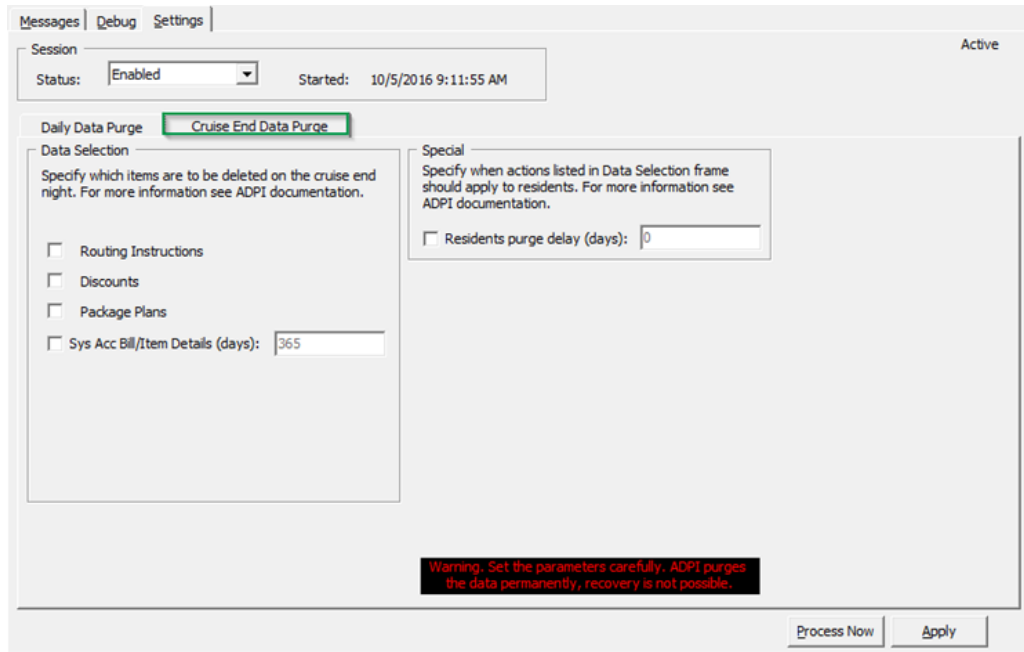 Messages Debug Settings
Active
Session
Status: Enabled Started: 10/5/2016 9:11:55 AM
Daily Data Purge Cruise End Data Purge
Data Selection
Specify which items are to be deleted on the cruise end
night. For more information see ADPI documentation.
Routing Instructions
Discounts
Package Plans
Sys Acc Bill/Item Details (days): 365
Special
Specify when actions listed in Data Selection frame
should apply to residents. For more information see
ADPI documentation.
Residents purge delay (days): 0
Warning. Set the parameters carefully. ADPI purges
the data permanently, recovery is not possible.
Process Now Apply